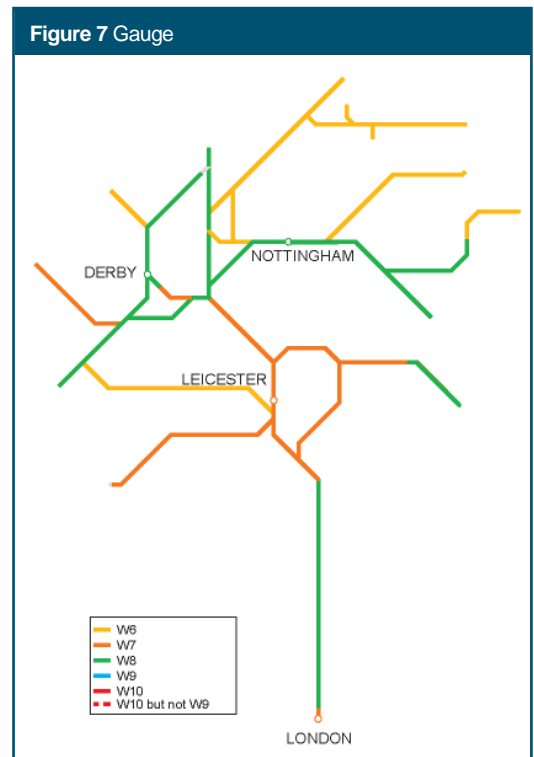 Figure 7 Gauge
NOTTINGHAM
DERBY
LEICESTER
W6
W7
W8
W9
W10
W10 but not W9
LONDON